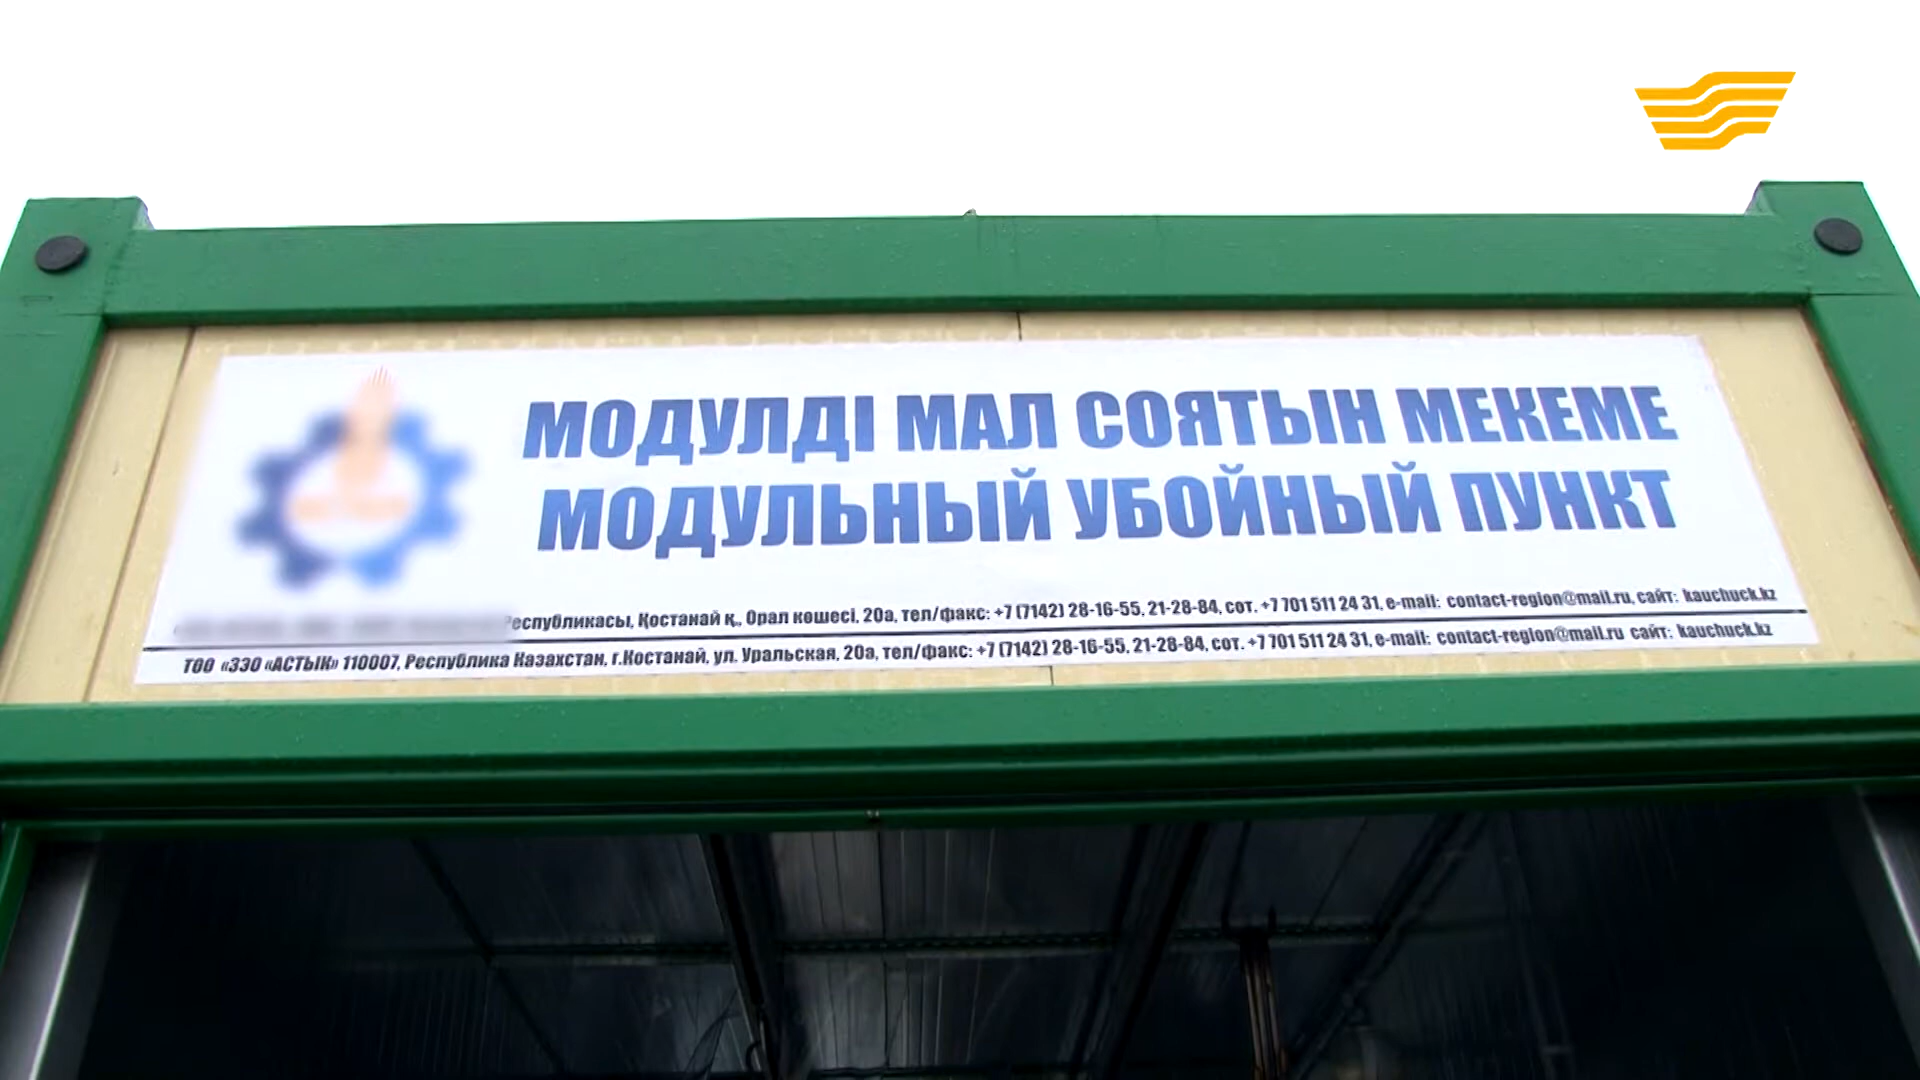 МОДУЛДІ МАЛ СОЯТЫН МЕКЕМЕ
МОДУЛЬНЫЙ УБОЙНЫЙ ПУНКТ
Республикасы, Қостанай қ., Орал көшесі, 20а, тел/факс: +7 (7142) 28-16-55, 21-28-84, сот. +7 701 511 24 31, e-mail: contact-region@mail.ru, сайт: kauchuck.kz
ТОО «ЭЗО «АСТЫК» 110007, Республика Казахстан, г.Костанай, ул. Уральская, 20а, тел/факс: +7 (7142) 28-16-55, 21-28-84, сот. +7 701 511 24 31, e-mail: contact-region@mail.ru сайт: kauchuck.kz